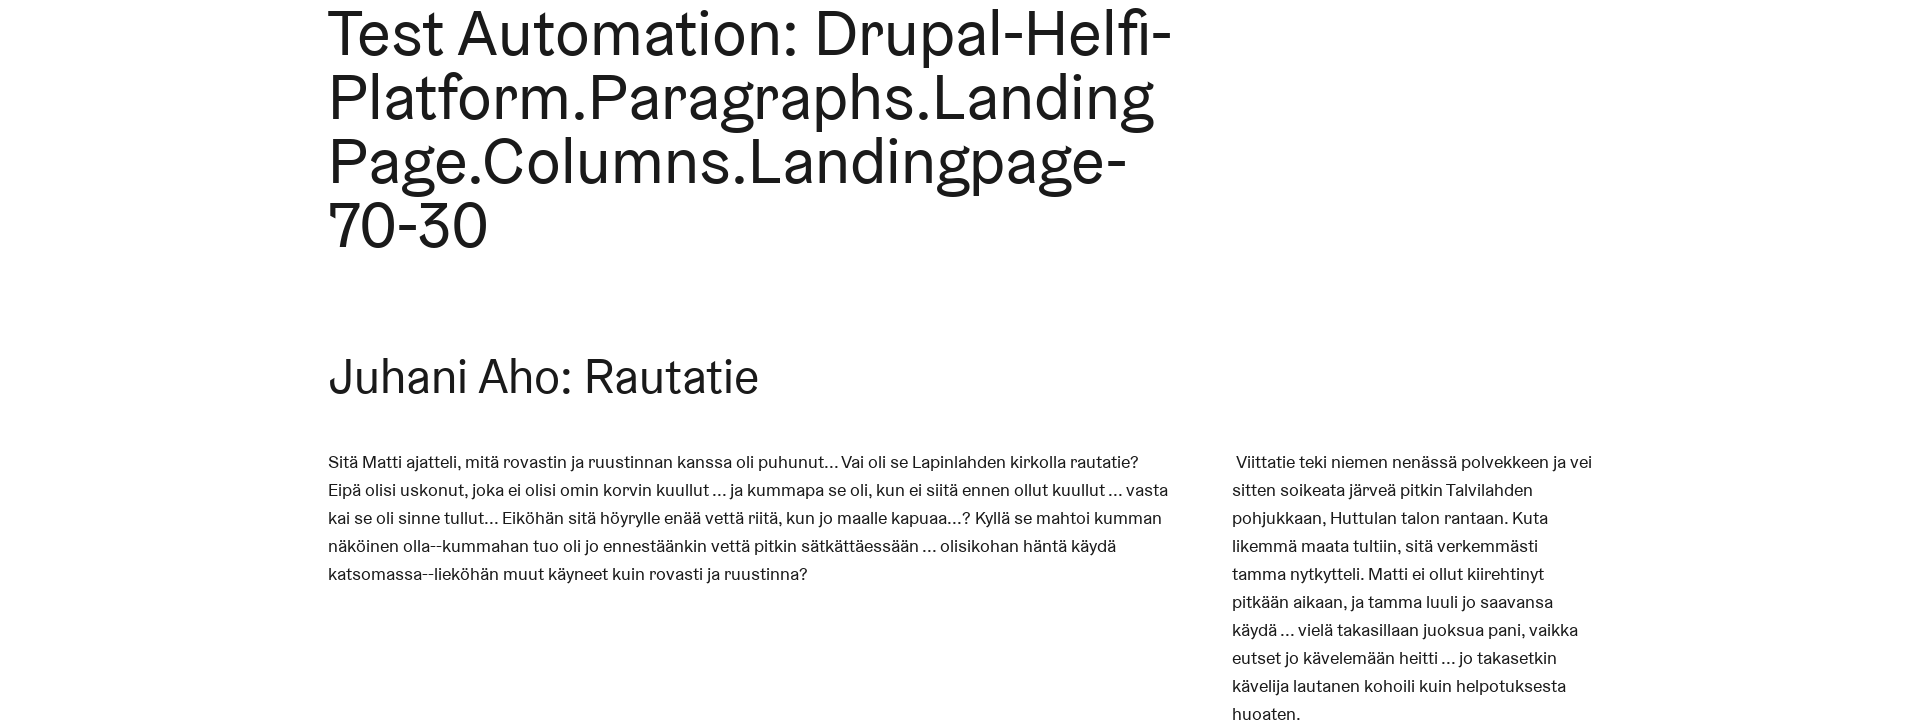 Test Automation: Drupal-Helfi-
Platform.Paragraphs.Landing
Page.Columns.Landingpage-
70-30
Juhani Aho: Rautatie
Sitä Matti ajatteli, mitä rovastin ja ruustinnan kanssa oli puhunut... Vai oli se Lapinlahden kirkolla rautatie?
Eipä olisi uskonut, joka ei olisi omin korvin kuullut ... ja kummapa se oli, kun ei siitä ennen ollut kuullut ... vasta
kai se oli sinne tullut... Eiköhän sitä höyrylle enää vettä riitä, kun jo maalle kapuaa...? Kyllä se mahtoi kumman
näköinen olla--kummahan tuo oli jo ennestäänkin vettä pitkin sätkättäessään ... olisikohan häntä käydä
katsomassa--lieköhän muut käyneet kuin rovasti ja ruustinna?
Viittatie teki niemen nenässä polvekkeen ja vei
sitten soikeata järveä pitkin Talvilahden
pohjukkaan, Huttulan talon rantaan. Kuta
likemmä maata tultiin, sitä verkemmästi
tamma nytkytteli. Matti ei ollut kiirehtinyt
pitkään aikaan, ja tamma luuli jo saavansa
käydä ... vielä takasillaan juoksua pani, vaikka
eutset jo kävelemään heitti ... jo takasetkin
kävelija lautanen kohoili kuin helpotuksesta
huoaten.